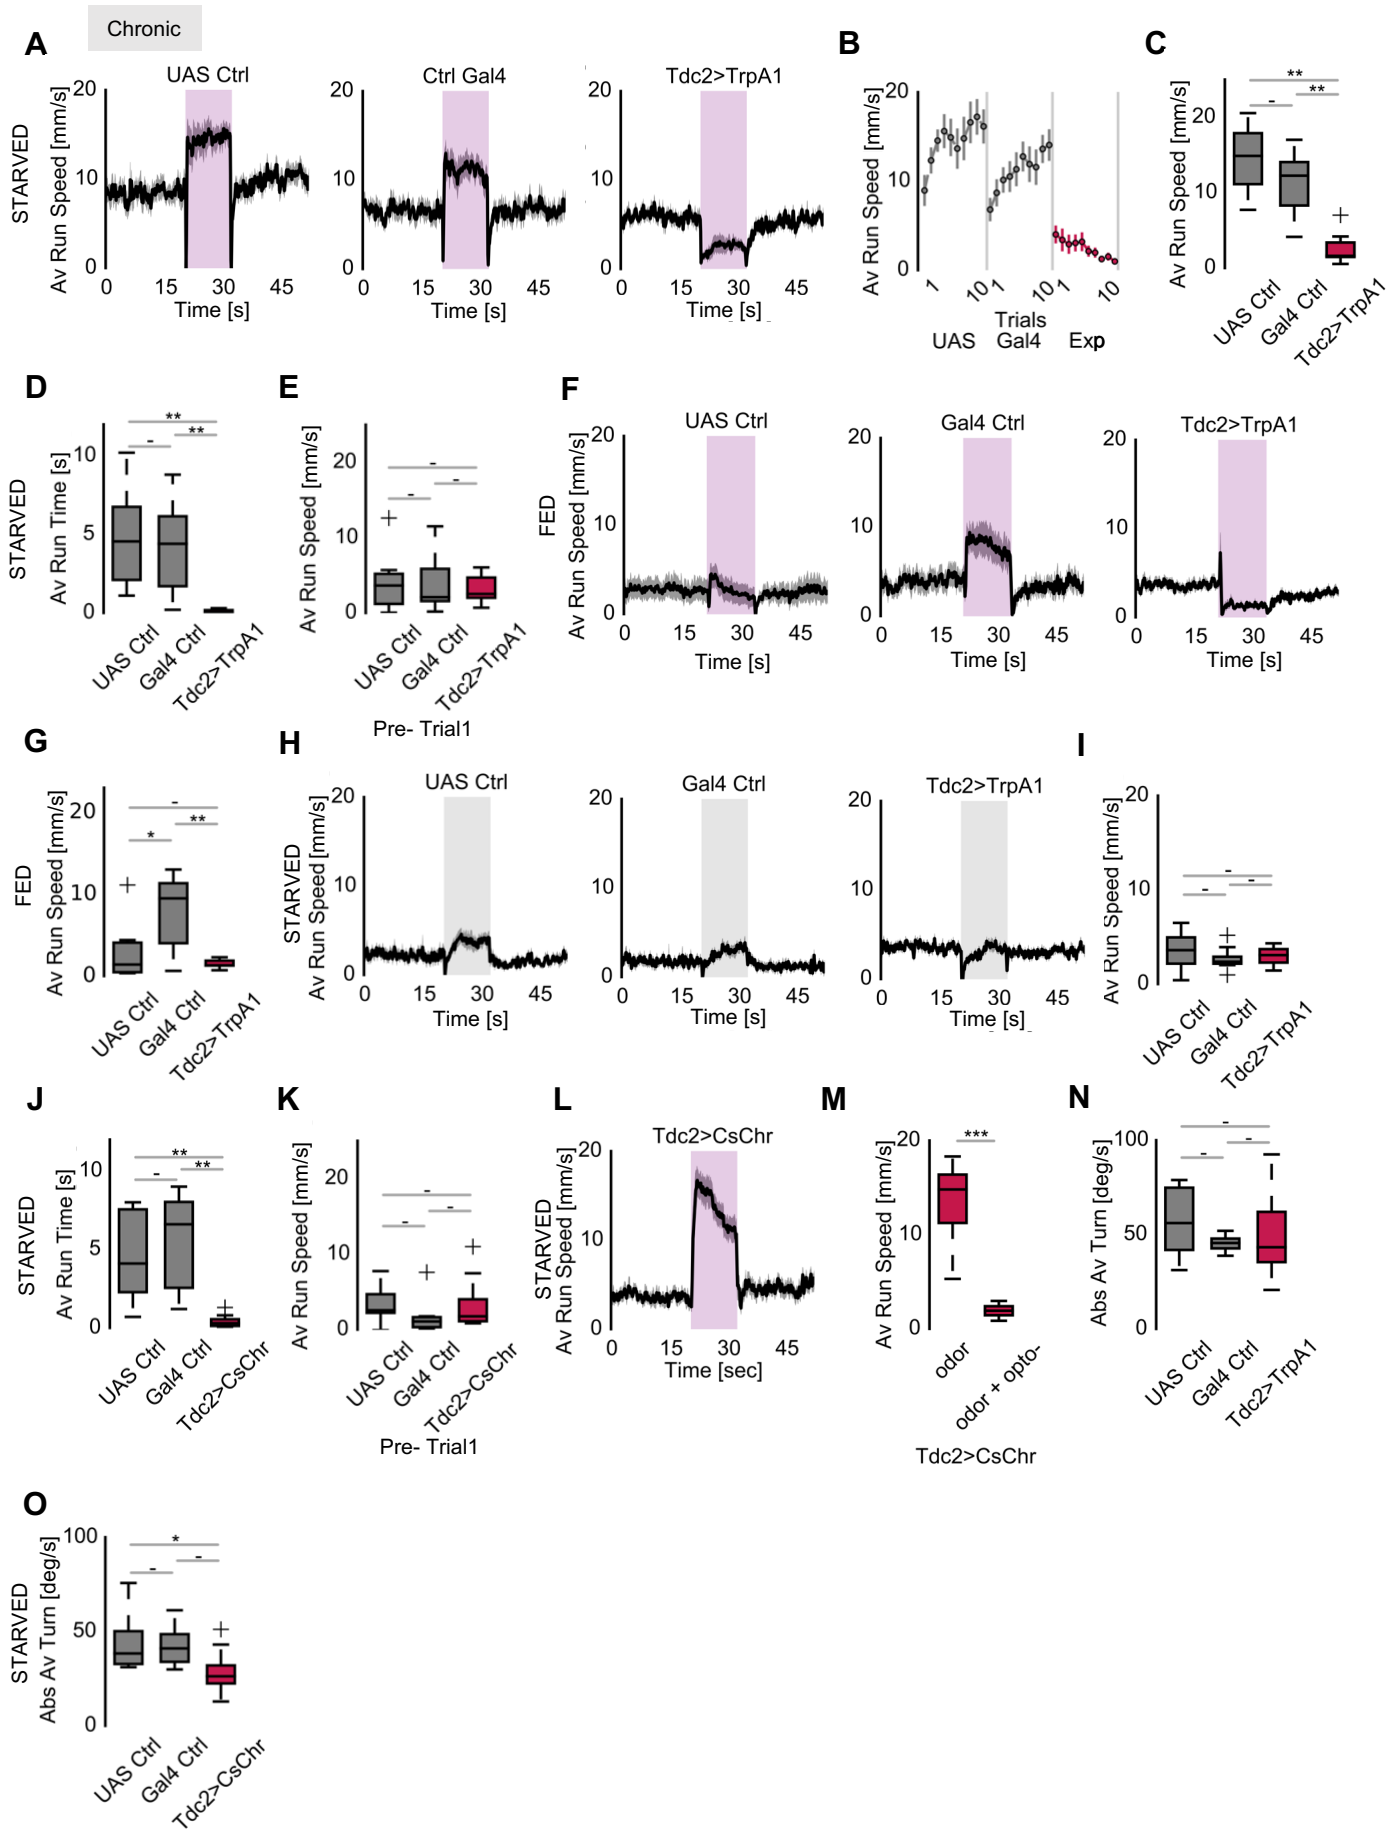 Chronic
A
STARVED
Av Run Speed [mm/s]
UAS Ctrl
20
10
0
0 15 30 45
Time [s]
Ctrl Gal4
20
10
0
0 15 30 45
Time [s]
Tdc2>TrpA1
20
10
0
0 15 30 45
Time [s]
B
Av Run Speed [mm/s]
20
10
0
1 10 1 10 1 10
Trials
UAS Gal4 Exp
C
Av Run Speed [mm/s]
20
10
0
** 
**
-
UAS Ctrl
Gal4 Ctrl
Tdc2>TrpA1
D
STARVED
Av Run Time [s]
10
5
0
**
**
-
UAS Ctrl
Gal4 Ctrl
Tdc2>TrpA1
E
Av Run Speed [mm/s]
20
10
0
-
-
-
UAS Ctrl
Gal4 Ctrl
Tdc2>TrpA1
Pre- Trial1
F
FED
Av Run Speed [mm/s]
UAS Ctrl
20
10
0
0 15 30 45
Time [s]
Gal4 Ctrl
20
10
0
0 15 30 45
Time [s]
Tdc2>TrpA1
20
10
0
0 15 30 45
Time [s]
G
FED
Av Run Speed [mm/s]
20
10
0
-
**
*
UAS Ctrl
Gal4 Ctrl
Tdc2>TrpA1
H
STARVED
Av Run Speed [mm/s]
UAS Ctrl
20
10
0
0 15 30 45
Time [s]
Gal4 Ctrl
20
10
0
0 15 30 45
Time [s]
Tdc2>TrpA1
20
10
0
0 15 30 45
Time [s]
I
Av Run Speed [mm/s]
20
10
0
-
-
-
UAS Ctrl
Gal4 Ctrl
Tdc2>TrpA1
J
STARVED
Av Run Time [s]
10
5
0
**
**
-
UAS Ctrl
Gal4 Ctrl
Tdc2>CsChr
K
Av Run Speed [mm/s]
20
10
0
-
-
-
UAS Ctrl
Gal4 Ctrl
Tdc2>CsChr
Pre- Trial1
L
STARVED
Av Run Speed [mm/s]
Tdc2>CsChr
20
10
0
0 15 30 45
Time [sec]
M
Av Run Speed [mm/s]
20
10
0
***
odor
odor + opto-
Tdc2>CsChr
N
Abs Av Turn [deg/s]
100
50
0
-
-
-
UAS Ctrl
Gal4 Ctrl
Tdc2>TrpA1
O
STARVED
Abs Av Turn [deg/s]
100
50
0
*
-
-
UAS Ctrl
Gal4 Ctrl
Tdc2>CsChr